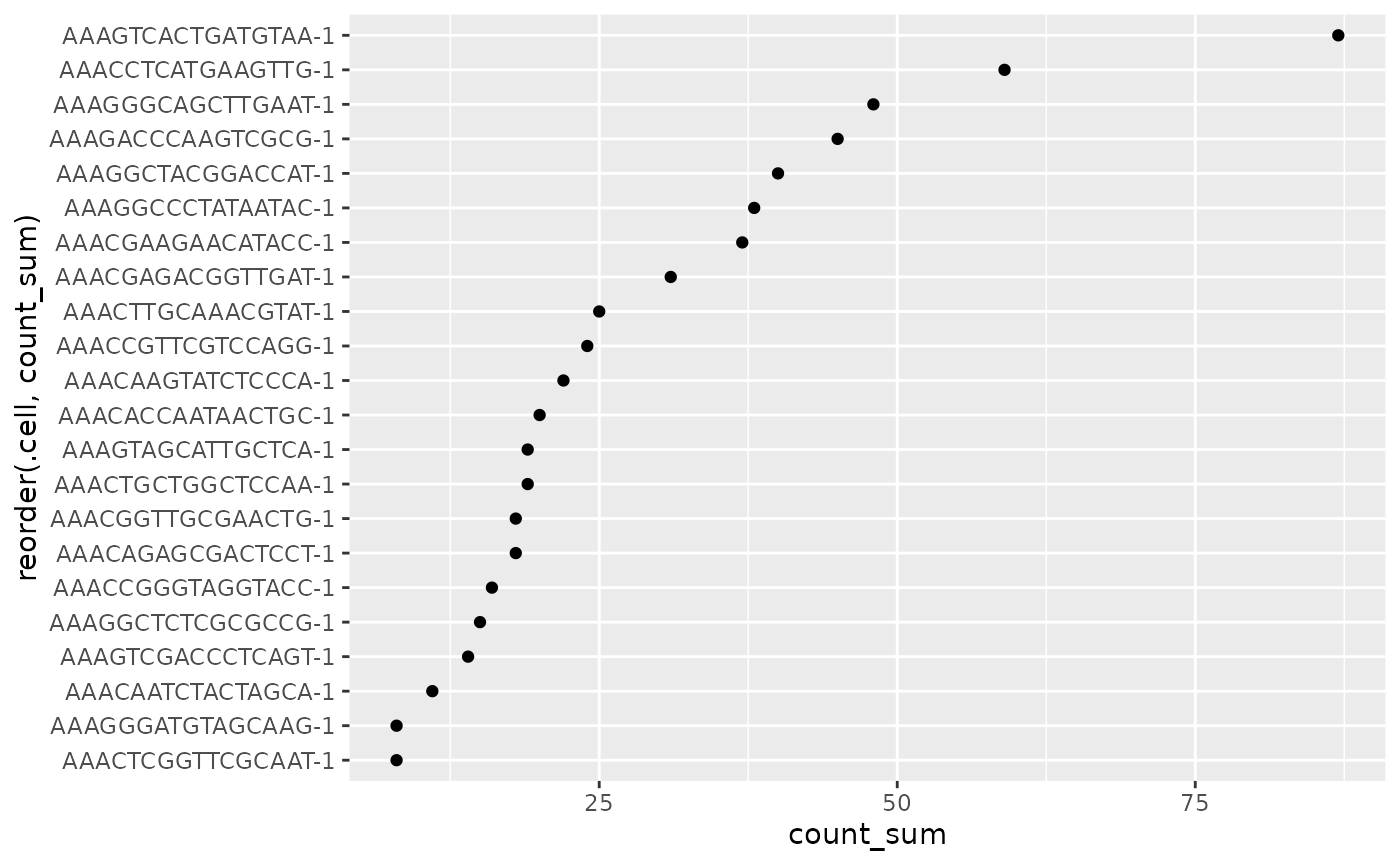 AAAGTCACTGATGTAA-1
AAACCTCATGAAGTTG-1
AAAGGGCAGCTTGAAT-1
AAAGACCCAAGTCGCG-1
AAAGGCTACGGACCAT-1
AAAGGCCCTATAATAC-1
AAACGAAGAACATACC-1
AAACGAGACGGTTGAT-1
AAACTTGCAAACGTAT-1
AAACCGTTCGTCCAGG-1
AAACAAGTATCTCCCA-1
AAACACCAATAACTGC-1
AAAGTAGCATTGCTCA-1
AAACTGCTGGCTCCAA-1
AAACGGTTGCGAACTG-1
AAACAGAGCGACTCCT-1
AAACCGGGTAGGTACC-1
AAAGGCTCTCGCGCCG-1
AAAGTCGACCCTCAGT-1
AAACAATCTACTAGCA-1
AAAGGGATGTAGCAAG-1
AAACTCGGTTCGCAAT-1
reorder(.cell, count_sum)
25 50 75
count_sum